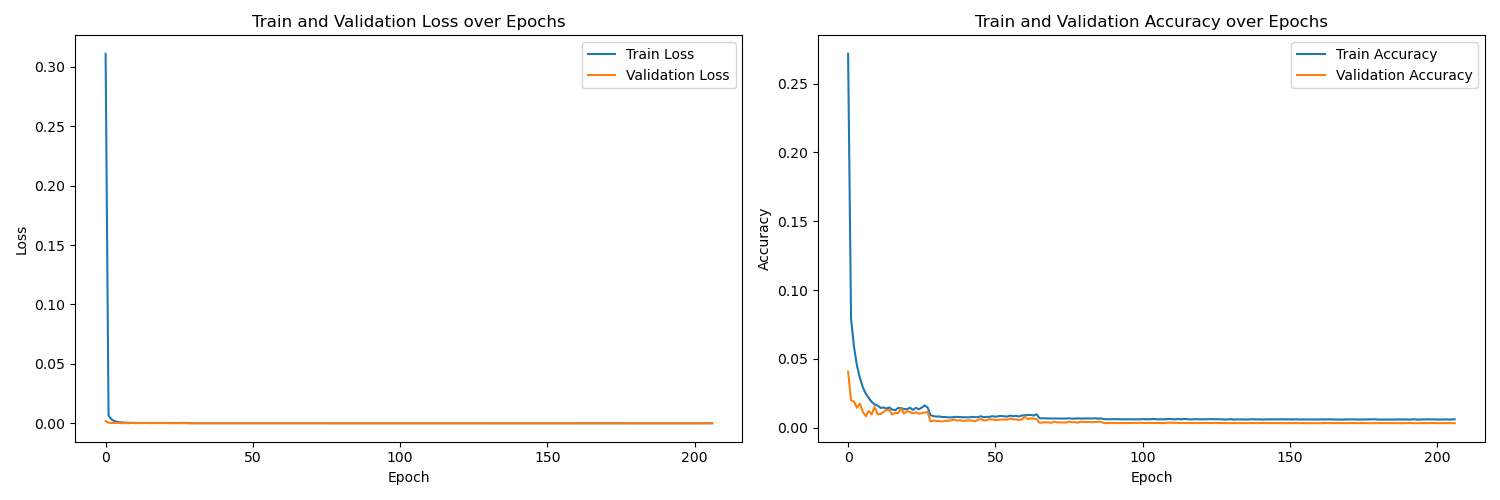 Train and Validation Loss over Epochs
Train Loss
Validation Loss
0.30
0.25
0.20
0.15
0.10
0.05
0.00
Loss
0
50
100
150
200
Epoch
Train and Validation Accuracy over Epochs
Train Accuracy
Validation Accuracy
0.25
0.20
0.15
0.10
0.05
0.00
Accuracy
0
50
100
150
200
Epoch